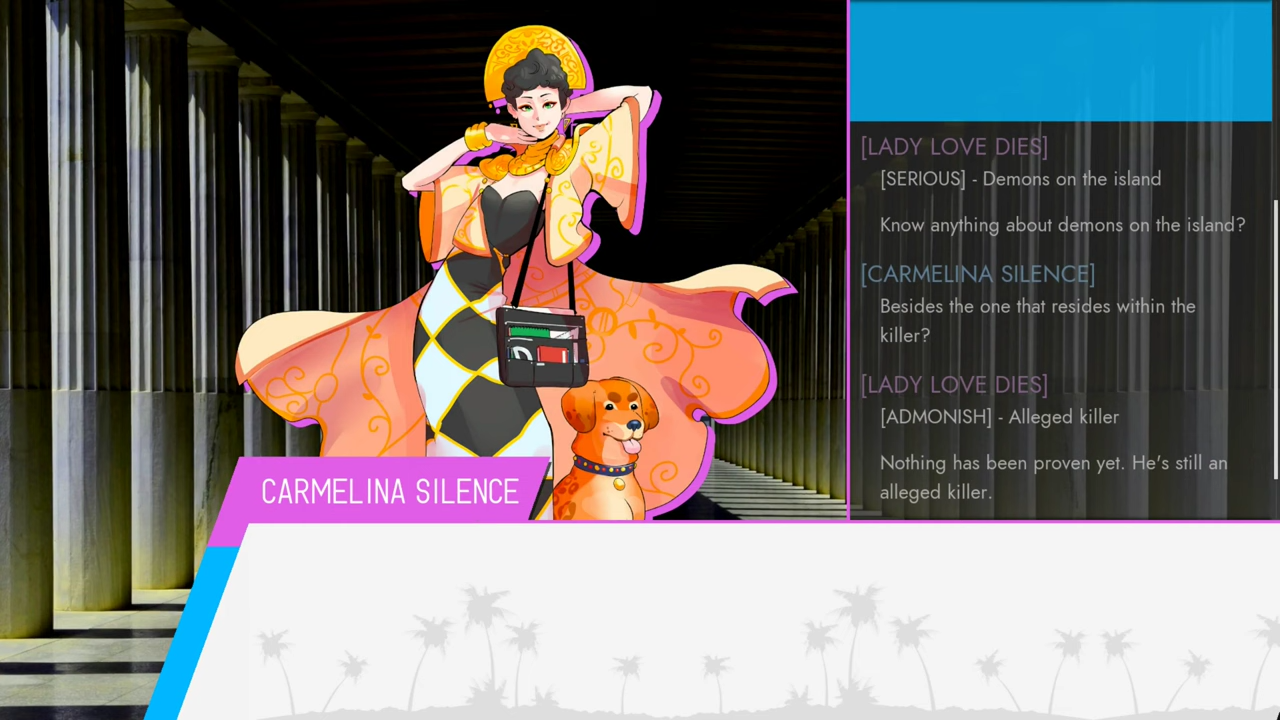 [LADY LOVE DIES]
[SERIOUS] - Demons on the island
Know anything about demons on the island?
[CARMELINA SILENCE]
Besides the one that resides within the
killer?
[LADY LOVE DIES]
[ADMONISH] - Alleged killer
Nothing has been proven yet. He's still an
alleged killer.
CARMELINA SILENCE